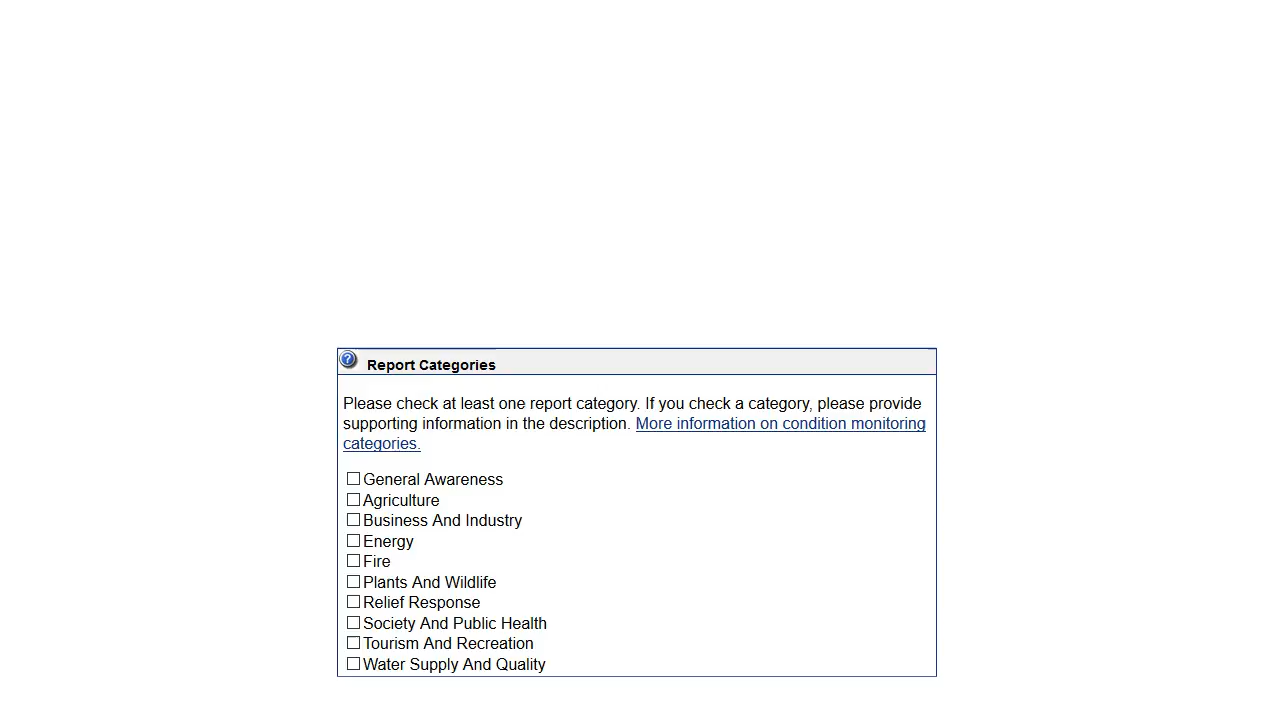 Report Categories
Please check at least one report category. If you check a category, please provide
supporting information in the description. More information on condition monitoring
categories.
General Awareness
Agriculture
Business And Industry
Energy
Fire
Plants And Wildlife
Relief Response
Society And Public Health
Tourism And Recreation
Water Supply And Quality